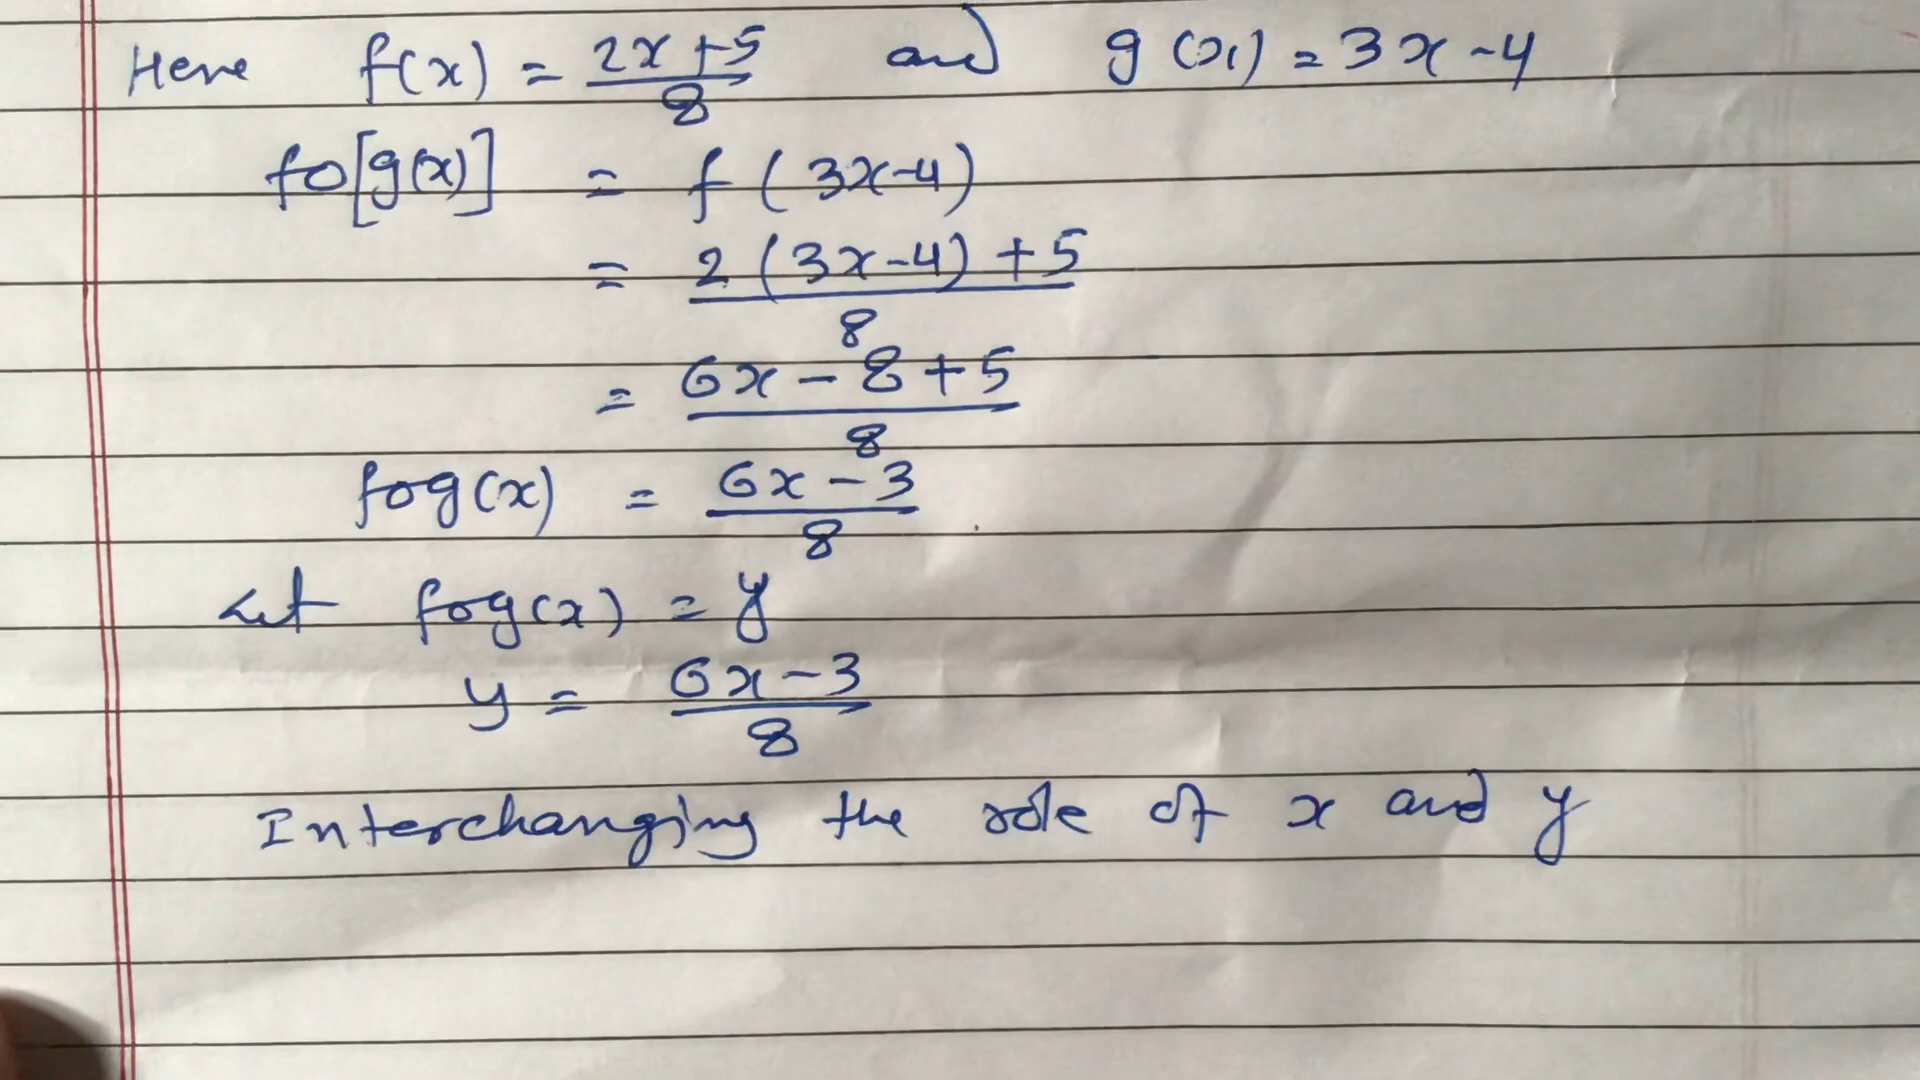 Here f(x) = (2x+5)/8 and g(x) = 3x-4
fo[g(x)] = f(3x-4)
= (2(3x-4)+5)/8
= (6x-8+5)/8
fog(x) = (6x-3)/8
Let fog(x) = y
y = (6x-3)/8
Interchanging the role of x and y